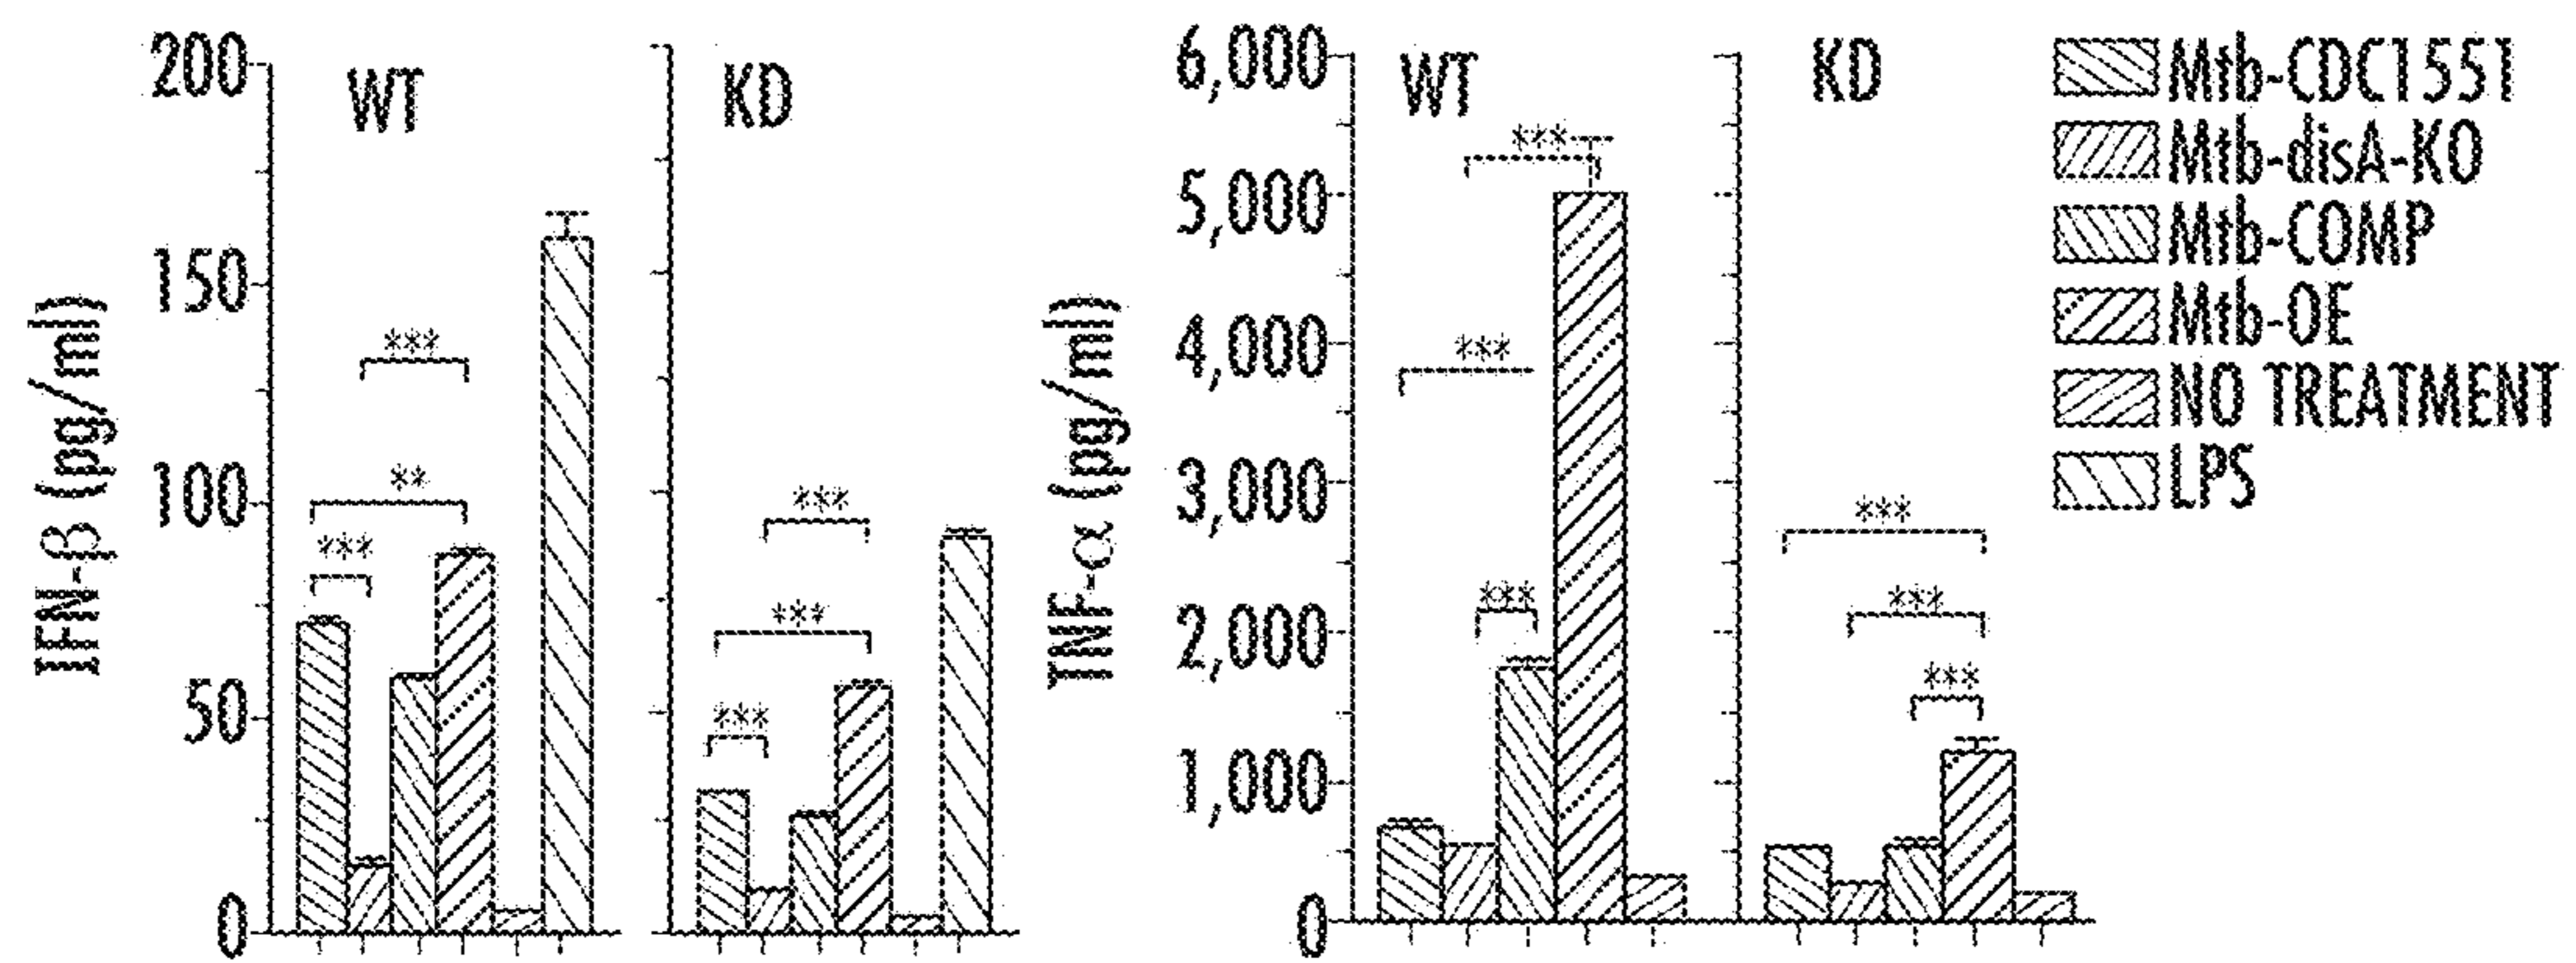 IFN-β (pg/ml)
200
150
100
50
0
WT
***
**
***
KD
***
***
***
TNF-α (pg/ml)
6,000
5,000
4,000
3,000
2,000
1,000
0
WT
***
***
***
KD
***
***
***
Mtb-CDC1551
Mtb-disA-KO
Mtb-COMP
Mtb-OE
NO TREATMENT
LPS